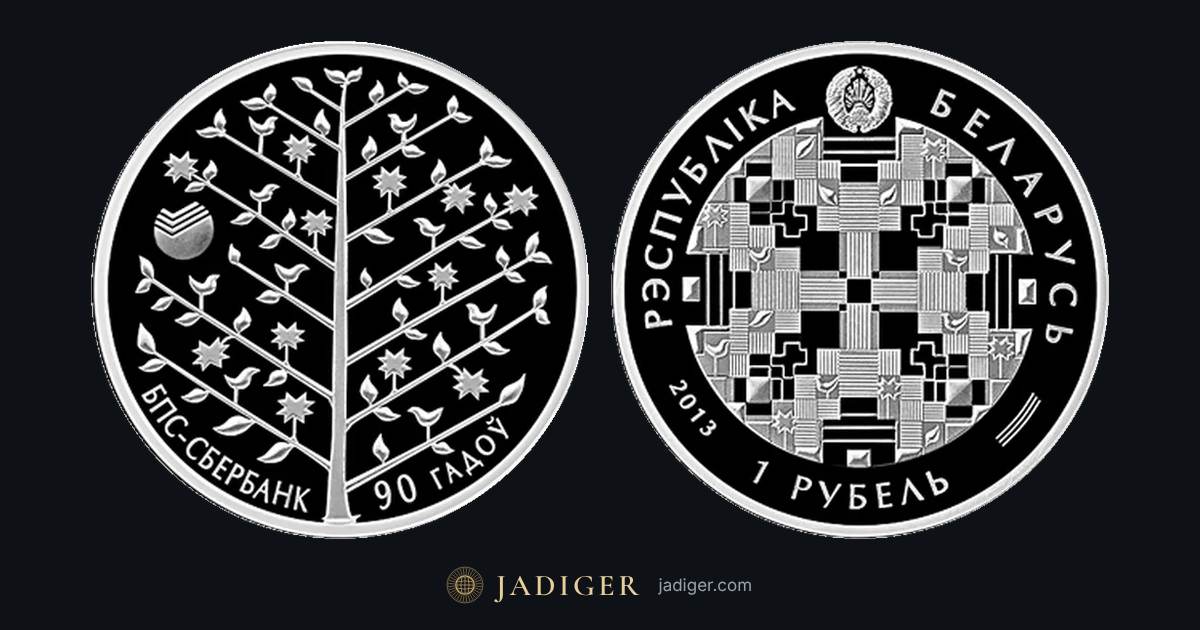 БПС-СБЕРБАНК
90 ГАДОЎ
РЭСПУБЛІКА БЕЛАРУСЬ
2013
1 РУБЕЛЬ
JADIGER jadiger.com